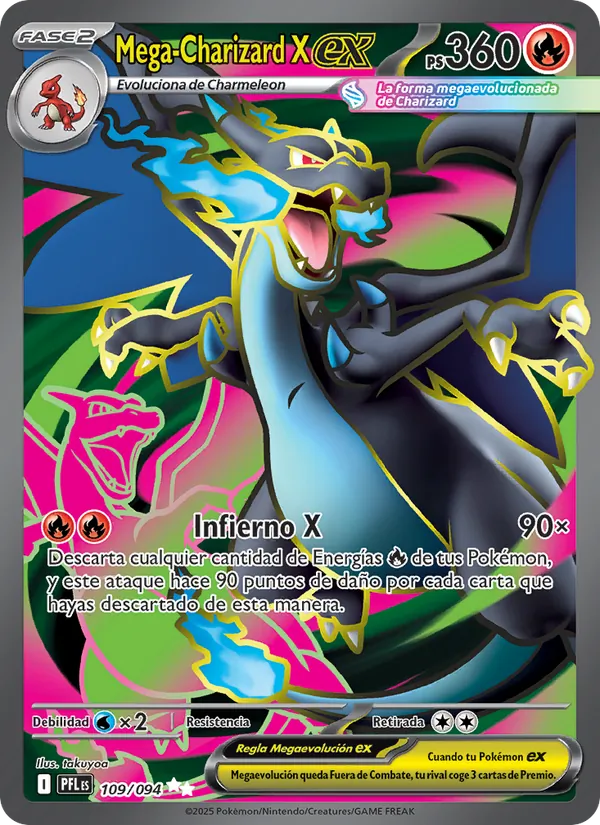 FASE 2
Mega-Charizard X ex
PS 360
Evoluciona de Charmeleon
La forma megaevolucionada
de Charizard
Infierno X 90×
Descarta cualquier cantidad de Energías de tus Pokémon,
y este ataque hace 90 puntos de daño por cada carta que
hayas descartado de esta manera.
Debilidad ×2 Resistencia Retirada
Ilus. takuyoa
Regla Megaevolución ex
Cuando tu Pokémon ex
Megaevolución queda Fuera de Combate, tu rival coge 3 cartas de Premio.
I PFL ES 109/094
©2025 Pokémon/Nintendo/Creatures/GAME FREAK